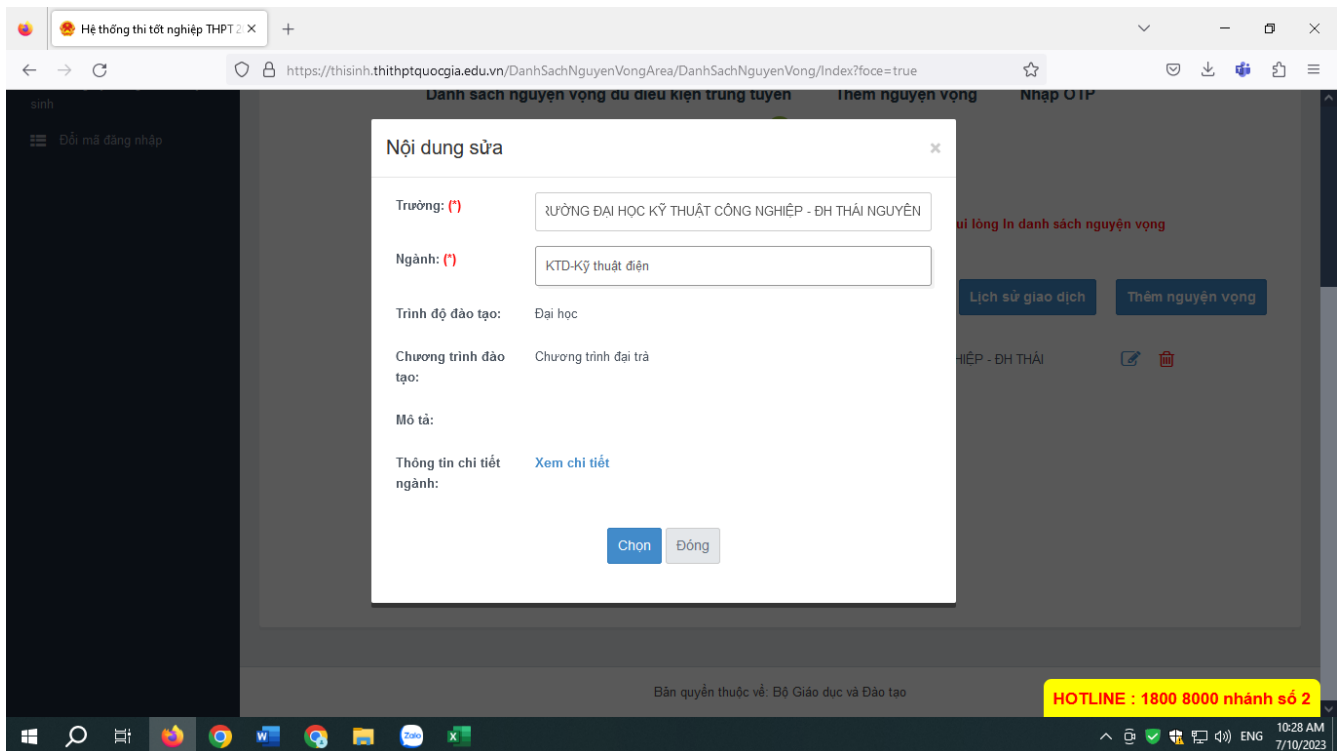 Hệ thống thi tốt nghiệp THPT 2
https://thisinh.thithptquocgia.edu.vn/DanhSachNguyenVongArea/DanhSachNguyenVong/Index?foce=true
sinh
Danh sách nguyện vọng đủ điều kiện trúng tuyển Thêm nguyện vọng Nhập OTP
Đổi mã đăng nhập
Nội dung sửa
×
Trường: (*)
RƯỜNG ĐẠI HỌC KỸ THUẬT CÔNG NGHIỆP - ĐH THÁI NGUYÊN
ui lòng In danh sách nguyện vọng
Ngành: (*)
KTD-Kỹ thuật điện
Lịch sử giao dịch Thêm nguyện vọng
Trình độ đào tạo: Đại học
Chương trình đào tạo: Chương trình đại trà
HIỆP - ĐH THÁI
Mô tả:
Thông tin chi tiết
ngành:
Xem chi tiết
Chọn Đóng
Bản quyền thuộc về: Bộ Giáo dục và Đào tạo
HOTLINE : 1800 8000 nhánh số 2
Zalo
ENG
10:28 AM
7/10/2023